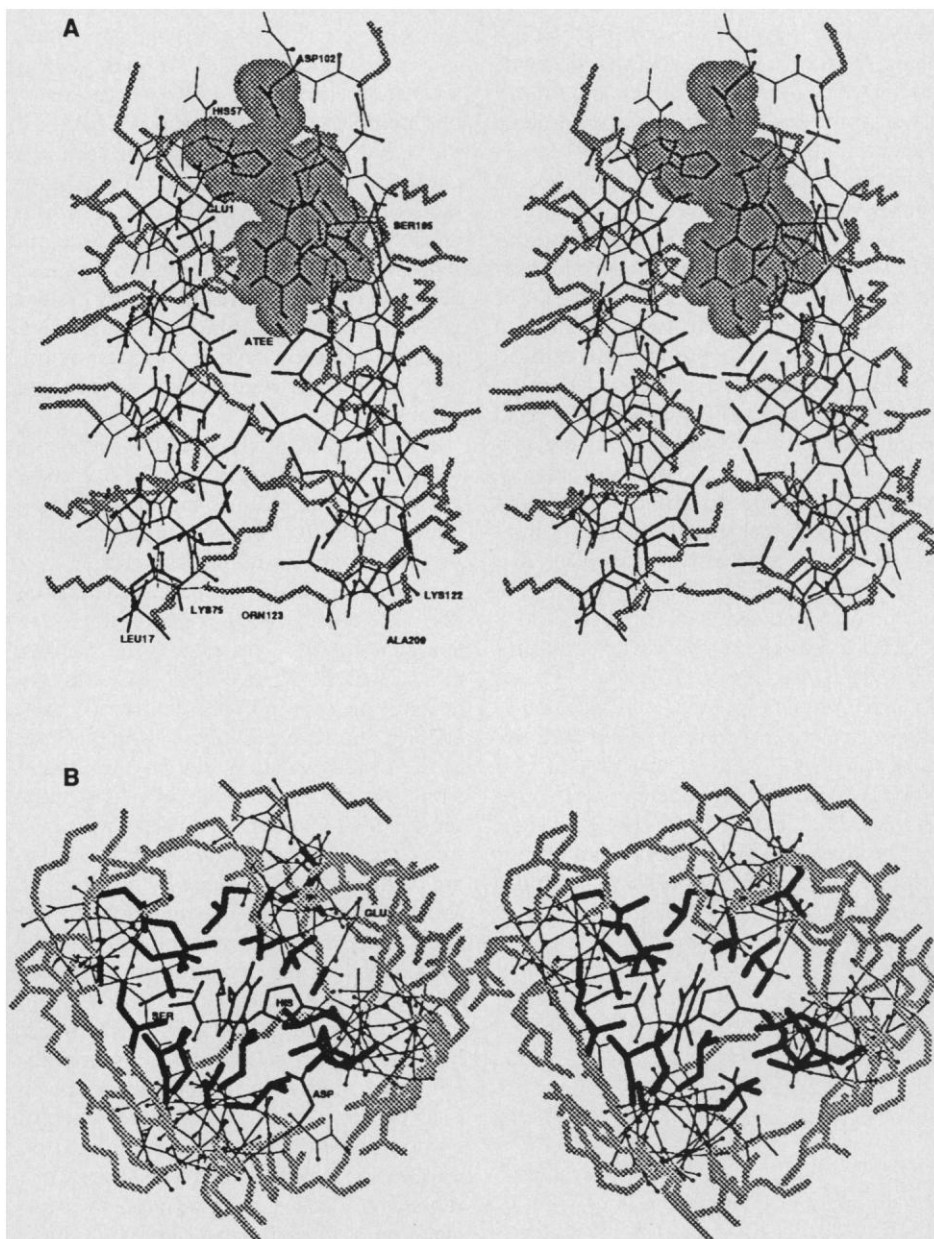 A
ASP102
HIS57
GLU1
SER195
ATEE
LYS122
LYS75
ORN123
LEU17
ALA209
B
GLU
SER
HIS
ASP